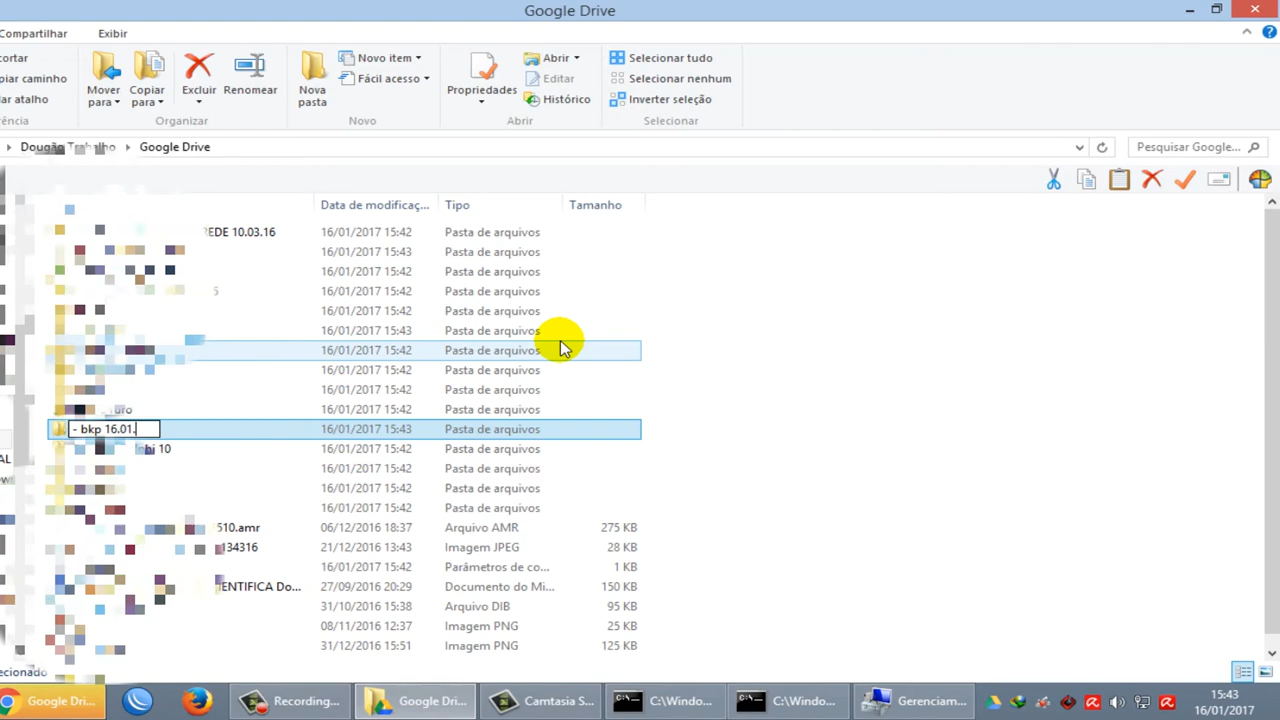 Google Drive
Compartilhar Exibir
cortar
piar caminho
lar atalho
Mover para
Copiar para
Excluir
Renomear
Nova pasta
Novo item
Fácil acesso
Propriedades
Abrir
Editar
Histórico
Selecionar tudo
Selecionar nenhum
Inverter seleção
rência Organizar Novo Abrir Selecionar
Dougão Trabalho Google Drive Pesquisar Google...
Data de modificaç... Tipo Tamanho
EDE 10.03.16 16/01/2017 15:42 Pasta de arquivos
16/01/2017 15:43 Pasta de arquivos
16/01/2017 15:42 Pasta de arquivos
16/01/2017 15:42 Pasta de arquivos
16/01/2017 15:42 Pasta de arquivos
16/01/2017 15:43 Pasta de arquivos
16/01/2017 15:42 Pasta de arquivos
16/01/2017 15:42 Pasta de arquivos
16/01/2017 15:42 Pasta de arquivos
16/01/2017 15:42 Pasta de arquivos
- bkp 16.01. 16/01/2017 15:43 Pasta de arquivos
10 16/01/2017 15:42 Pasta de arquivos
16/01/2017 15:42 Pasta de arquivos
16/01/2017 15:42 Pasta de arquivos
16/01/2017 15:42 Pasta de arquivos
510.amr 06/12/2016 18:37 Arquivo AMR 275 KB
134316 21/12/2016 13:43 Imagem JPEG 28 KB
16/01/2017 15:42 Parâmetros de co... 1 KB
ENTIFICA Do... 27/09/2016 20:29 Documento do Mi... 150 KB
31/10/2016 15:38 Arquivo DIB 95 KB
08/11/2016 12:37 Imagem PNG 25 KB
31/12/2016 15:51 Imagem PNG 125 KB
ecionado
Google Dri... Recording... Google Dri... Camtasia S... C:\Windo... C:\Windo... Gerenciam... 15:43
16/01/2017